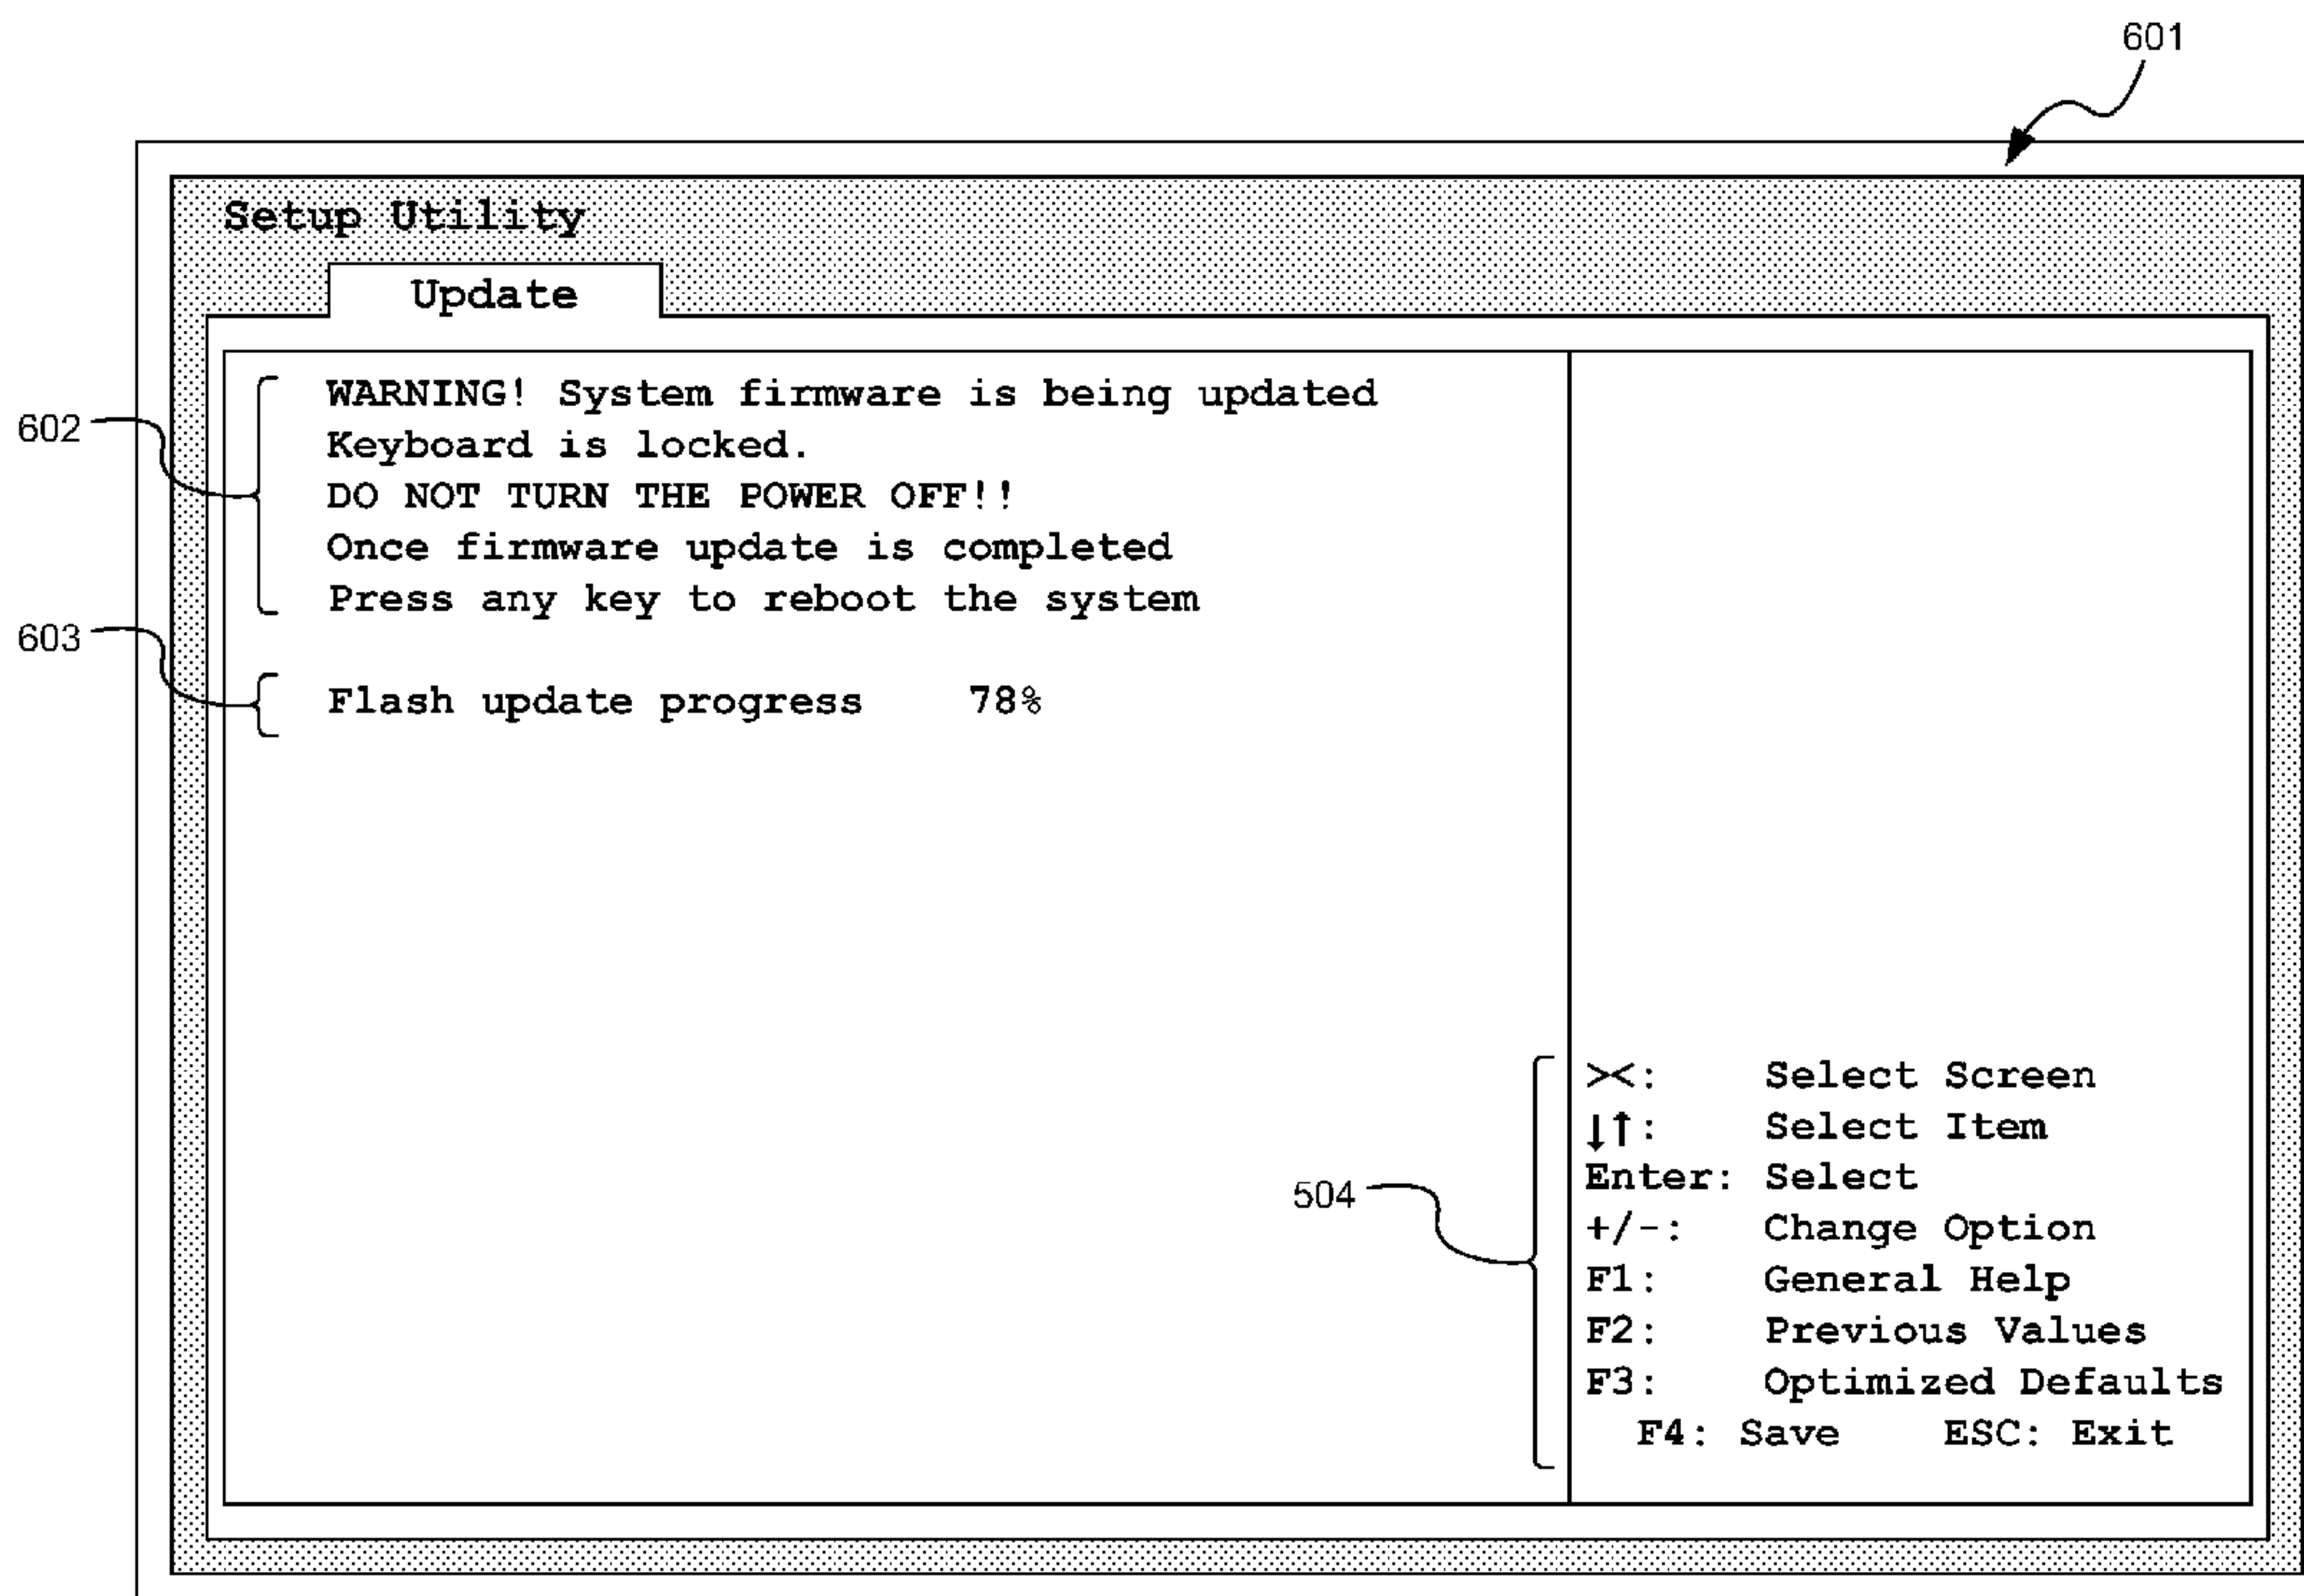 601
Setup Utility
Update
602
WARNING! System firmware is being updated
Keyboard is locked.
DO NOT TURN THE POWER OFF!!
Once firmware update is completed
Press any key to reboot the system
603
Flash update progress 78%
504
><: Select Screen
↓↑: Select Item
Enter: Select
+/-: Change Option
F1: General Help
F2: Previous Values
F3: Optimized Defaults
F4: Save ESC: Exit